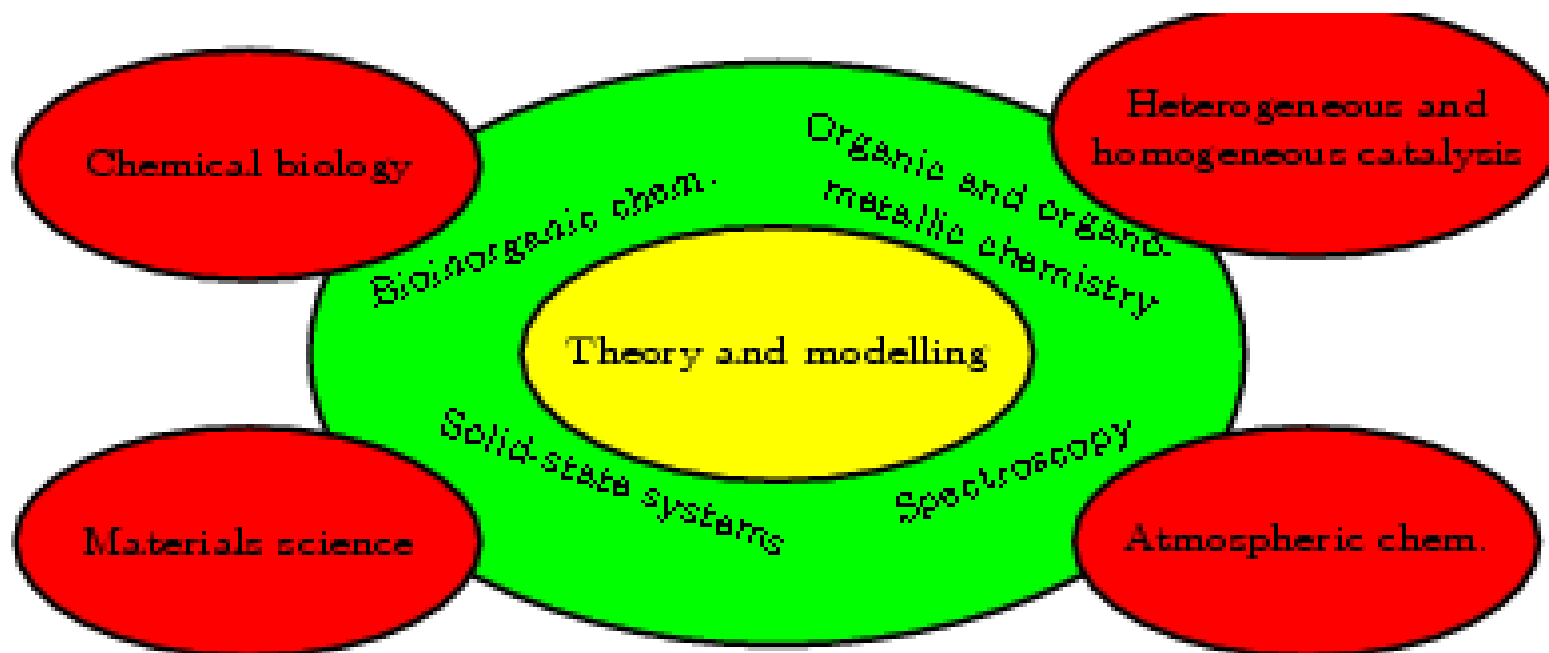 Chemical biology
Heterogeneous and
homogeneous catalysis
Bioinorganic chem.
Organic and organo-
metallic chemistry
Theory and modelling
Solid-state systems
Spectroscopy
Materials science
Atmospheric chem.